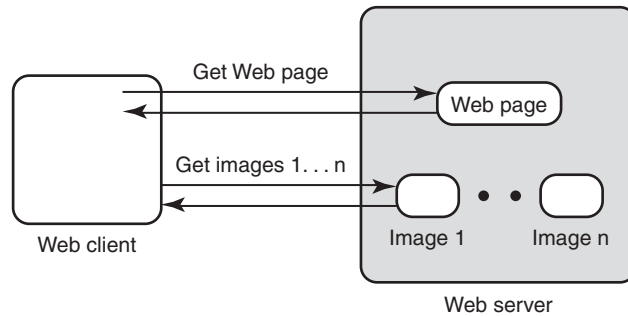 Get Web page
Web page
Get images 1. . . n
Web client
Image 1
Image n
Web server